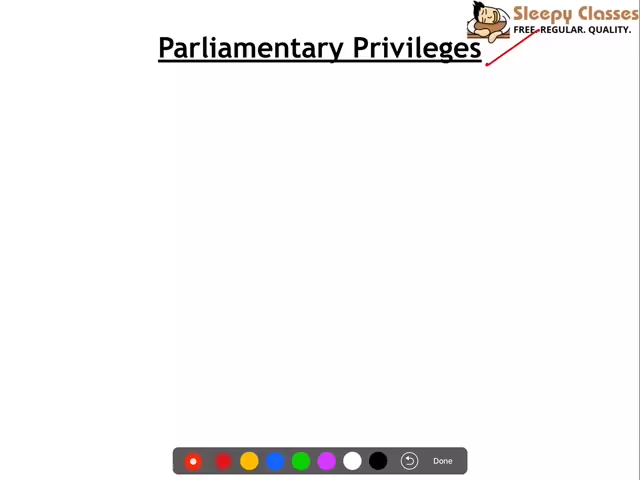 Sleepy Classes
FREE. REGULAR. QUALITY.
Parliamentary Privileges
Done